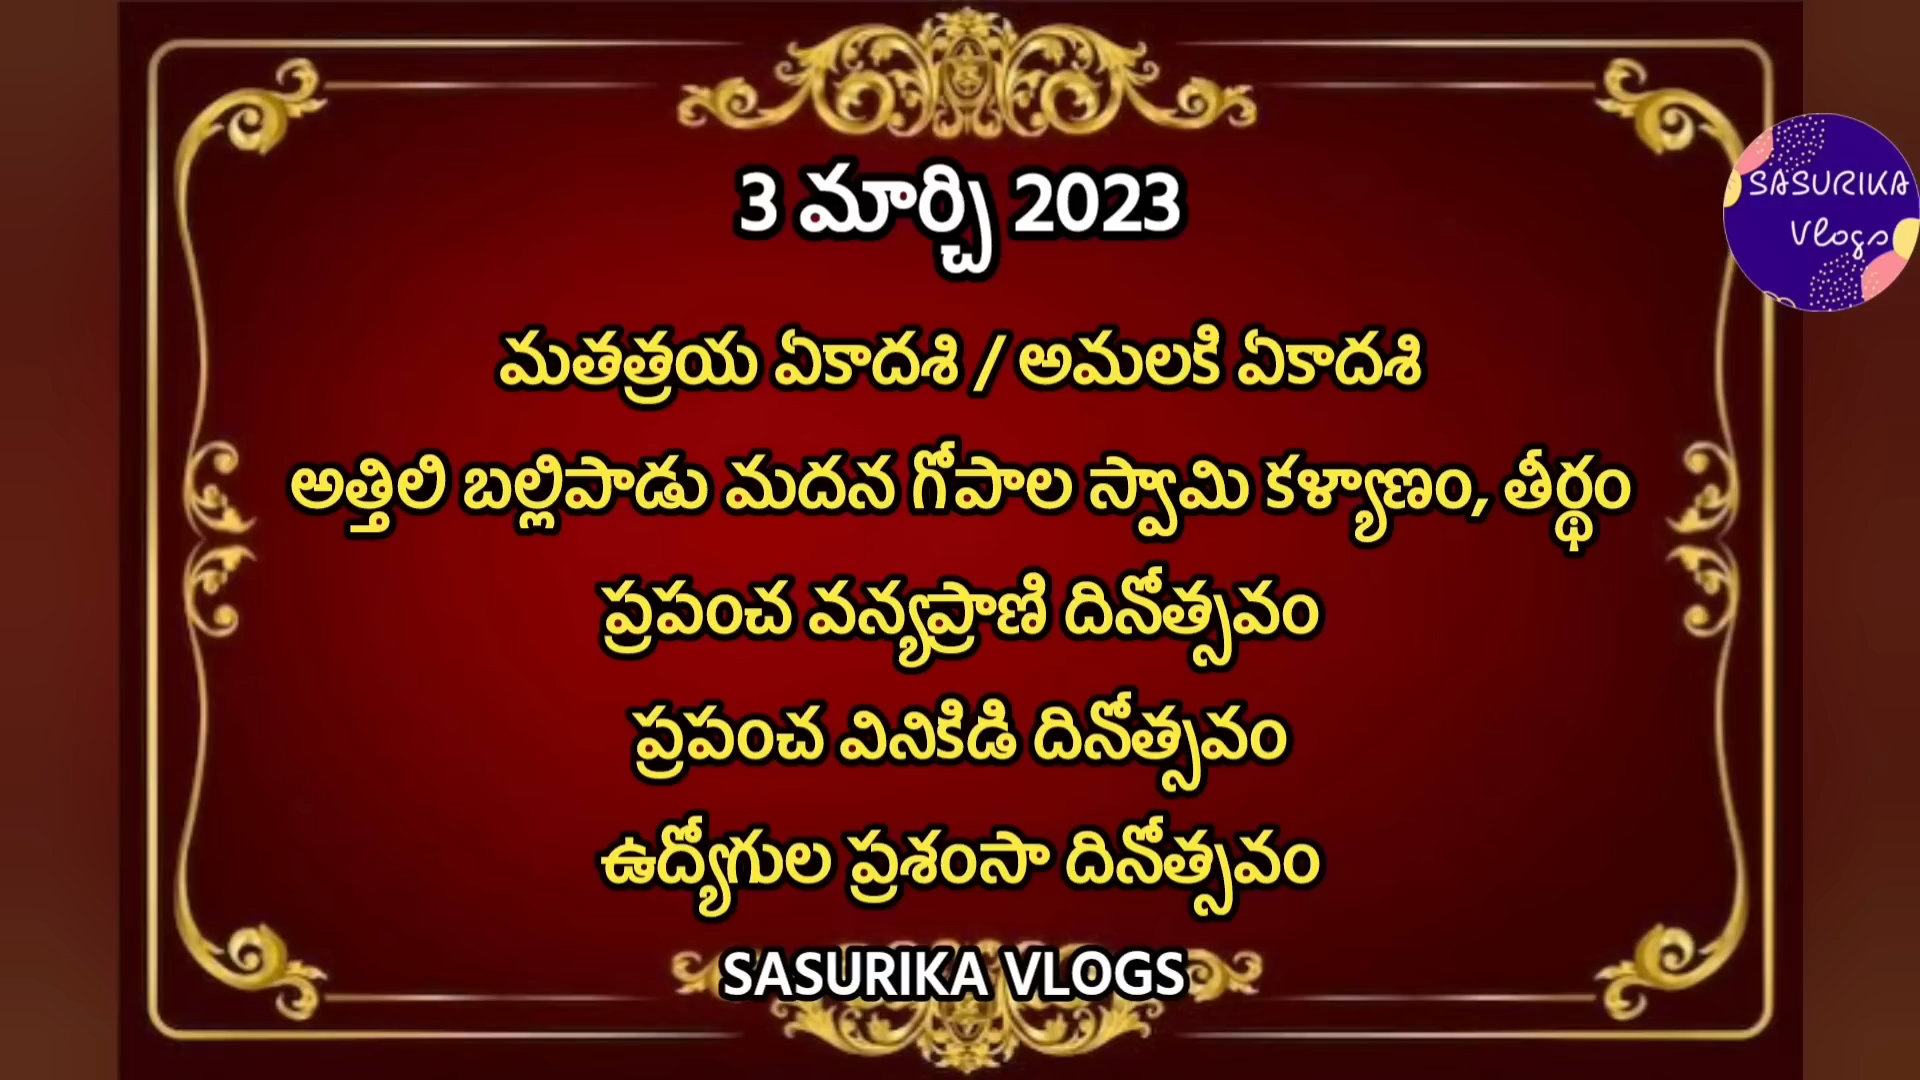 3 మార్చి 2023
SASURIKA
Vlogs
మతత్రయ ఏకాదశి / అమలకి ఏకాదశి
అత్తిలి బల్లిపాడు మదన గోపాల స్వామి కళ్యాణం, తీర్థం
ప్రపంచ వన్యప్రాణి దినోత్సవం
ప్రపంచ వినికిడి దినోత్సవం
ఉద్యోగుల ప్రశంసా దినోత్సవం
SASURIKA VLOGS